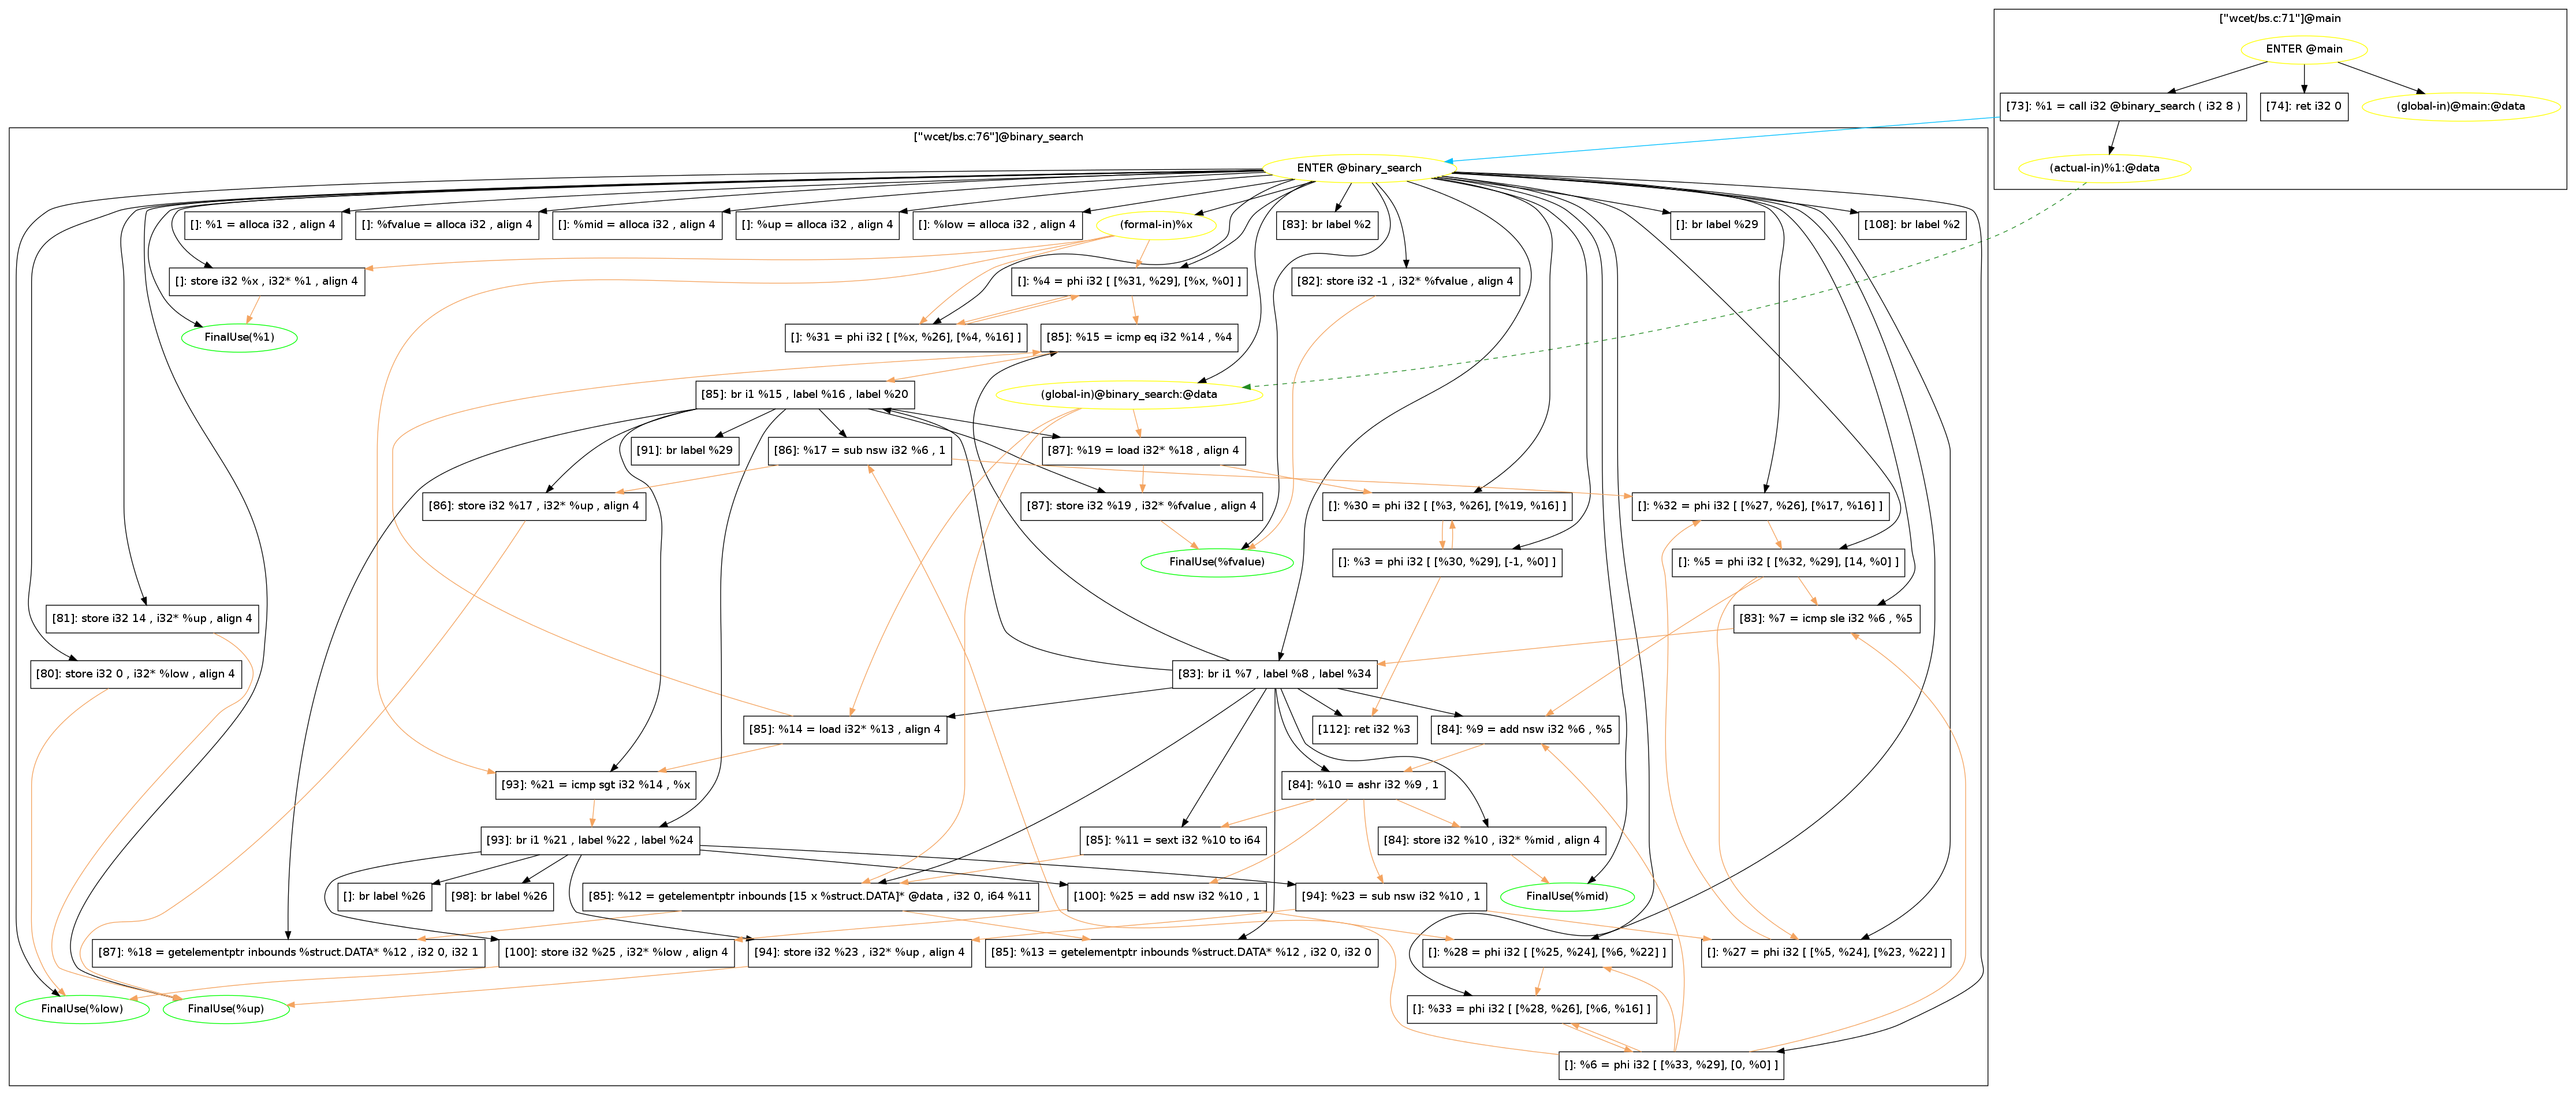 ["wcet/bs.c:71"]@main
ENTER @main
[73]: %1 = call i32 @binary_search ( i32 8 )
[74]: ret i32 0
(global-in)@main:@data
["wcet/bs.c:76"]@binary_search
ENTER @binary_search
(actual-in)%1:@data
[]: %1 = alloca i32 , align 4
[]: %fvalue = alloca i32 , align 4
[]: %mid = alloca i32 , align 4
[]: %up = alloca i32 , align 4
[]: %low = alloca i32 , align 4
(formal-in)%x
[83]: br label %2
[]: br label %29
[108]: br label %2
[]: store i32 %x , i32* %1 , align 4
[]: %4 = phi i32 [ [%31, %29], [%x, %0] ]
[82]: store i32 -1 , i32* %fvalue , align 4
FinalUse(%1)
[]: %31 = phi i32 [ [%x, %26], [%4, %16] ]
[85]: %15 = icmp eq i32 %14 , %4
[85]: br i1 %15 , label %16 , label %20
(global-in)@binary_search:@data
[91]: br label %29
[86]: %17 = sub nsw i32 %6 , 1
[87]: %19 = load i32* %18 , align 4
[86]: store i32 %17 , i32* %up , align 4
[87]: store i32 %19 , i32* %fvalue , align 4
[]: %30 = phi i32 [ [%3, %26], [%19, %16] ]
[]: %32 = phi i32 [ [%27, %26], [%17, %16] ]
FinalUse(%fvalue)
[]: %3 = phi i32 [ [%30, %29], [-1, %0] ]
[]: %5 = phi i32 [ [%32, %29], [14, %0] ]
[81]: store i32 14 , i32* %up , align 4
[83]: %7 = icmp sle i32 %6 , %5
[80]: store i32 0 , i32* %low , align 4
[83]: br i1 %7 , label %8 , label %34
[85]: %14 = load i32* %13 , align 4
[112]: ret i32 %3
[84]: %9 = add nsw i32 %6 , %5
[93]: %21 = icmp sgt i32 %14 , %x
[84]: %10 = ashr i32 %9 , 1
[93]: br i1 %21 , label %22 , label %24
[85]: %11 = sext i32 %10 to i64
[84]: store i32 %10 , i32* %mid , align 4
[]: br label %26
[98]: br label %26
[85]: %12 = getelementptr inbounds [15 x %struct.DATA]* @data , i32 0, i64 %11
[100]: %25 = add nsw i32 %10 , 1
[94]: %23 = sub nsw i32 %10 , 1
FinalUse(%mid)
[87]: %18 = getelementptr inbounds %struct.DATA* %12 , i32 0, i32 1
[100]: store i32 %25 , i32* %low , align 4
[94]: store i32 %23 , i32* %up , align 4
[85]: %13 = getelementptr inbounds %struct.DATA* %12 , i32 0, i32 0
[]: %28 = phi i32 [ [%25, %24], [%6, %22] ]
[]: %27 = phi i32 [ [%5, %24], [%23, %22] ]
FinalUse(%low)
FinalUse(%up)
[]: %33 = phi i32 [ [%28, %26], [%6, %16] ]
[]: %6 = phi i32 [ [%33, %29], [0, %0] ]